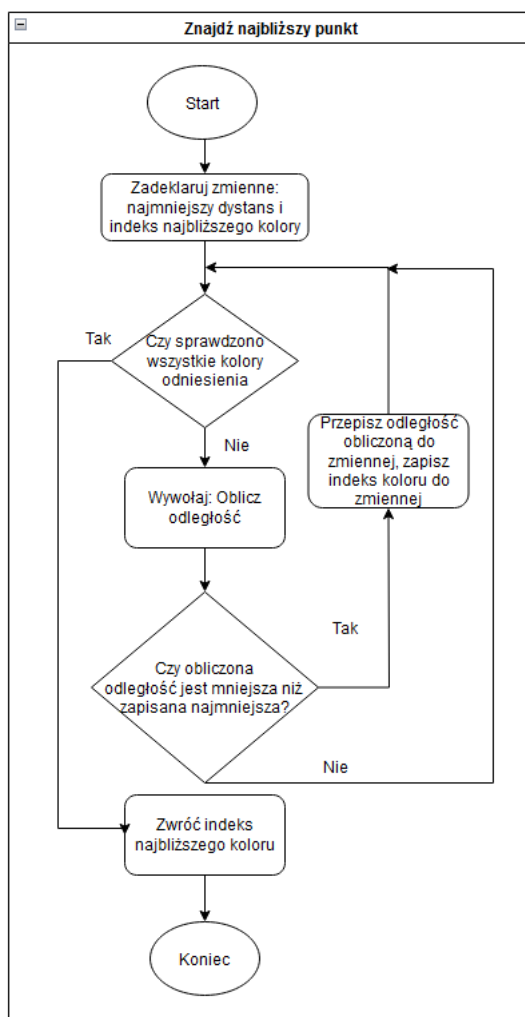 Znajdź najbliższy punkt
Start
Zadeklaruj zmienne:
najmniejszy dystans i
indeks najbliższego kolory
Tak
Czy sprawdzono
wszystkie kolory
odniesienia
Nie
Przepisz odległość
obliczoną do
zmiennej, zapisz
indeks koloru do
zmiennej
Wywołaj: Oblicz
odległość
Tak
Czy obliczona
odległość jest mniejsza niż
zapisana najmniejsza?
Nie
Zwróć indeks
najbliższego koloru
Koniec